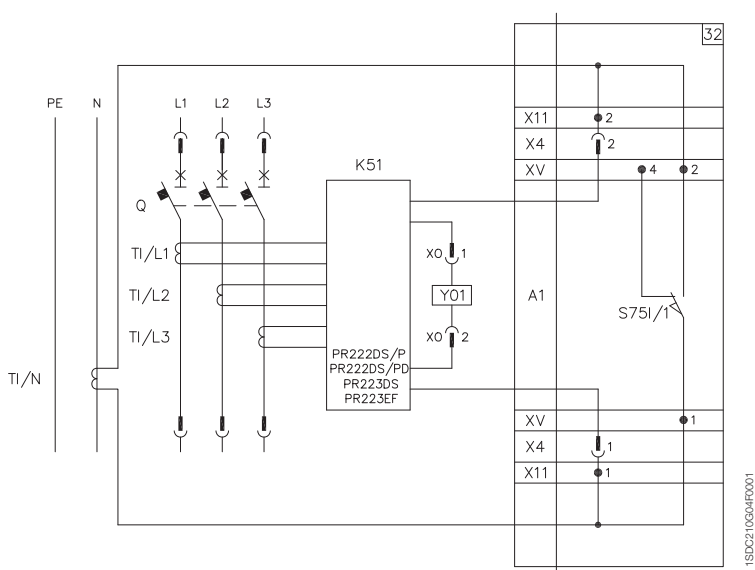 32
PE N L1 L2 L3
X11 2
X4 2
K51
XV 4 2
Q
TI/L1
X0 1
TI/L2
Y01
A1
S75I/1
TI/L3
X0 2
PR222DS/P
PR222DS/PD
PR223DS
PR223EF
TI/N
XV 1
X4 1
X11 1
1SDC210G04F0001